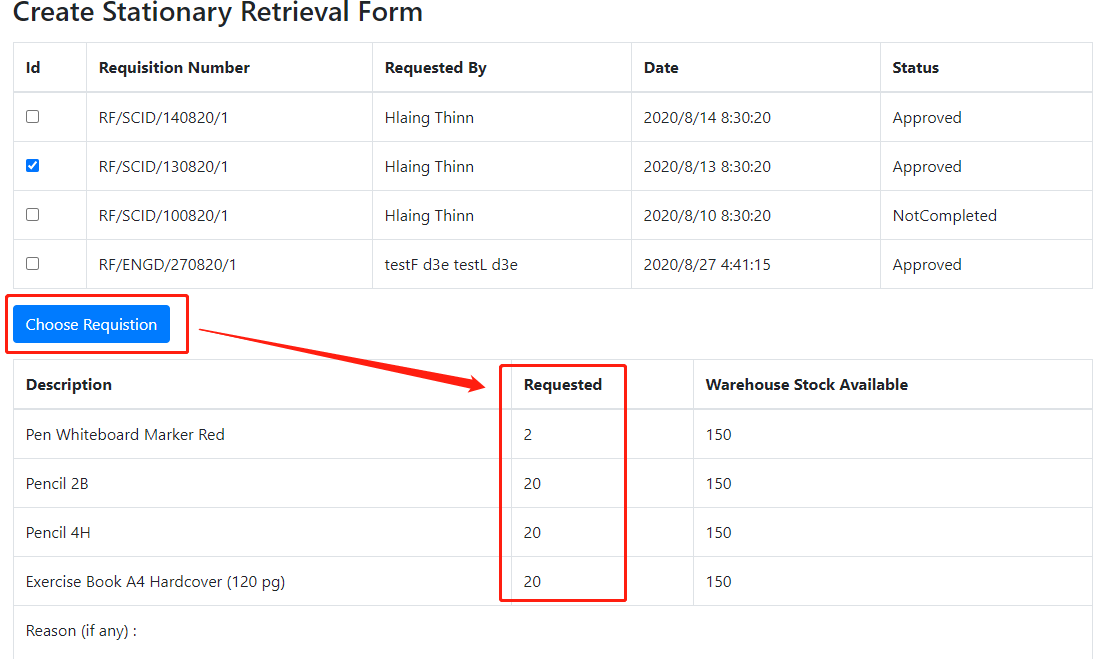 Create Stationary Retrieval Form
Id Requisition Number Requested By Date Status
RF/SCID/140820/1 Hlaing Thinn 2020/8/14 8:30:20 Approved
RF/SCID/130820/1 Hlaing Thinn 2020/8/13 8:30:20 Approved
RF/SCID/100820/1 Hlaing Thinn 2020/8/10 8:30:20 NotCompleted
RF/ENGD/270820/1 testF d3e testL d3e 2020/8/27 4:41:15 Approved
Choose Requistion
Description Requested Warehouse Stock Available
Pen Whiteboard Marker Red 2 150
Pencil 2B 20 150
Pencil 4H 20 150
Exercise Book A4 Hardcover (120 pg) 20 150
Reason (if any) :